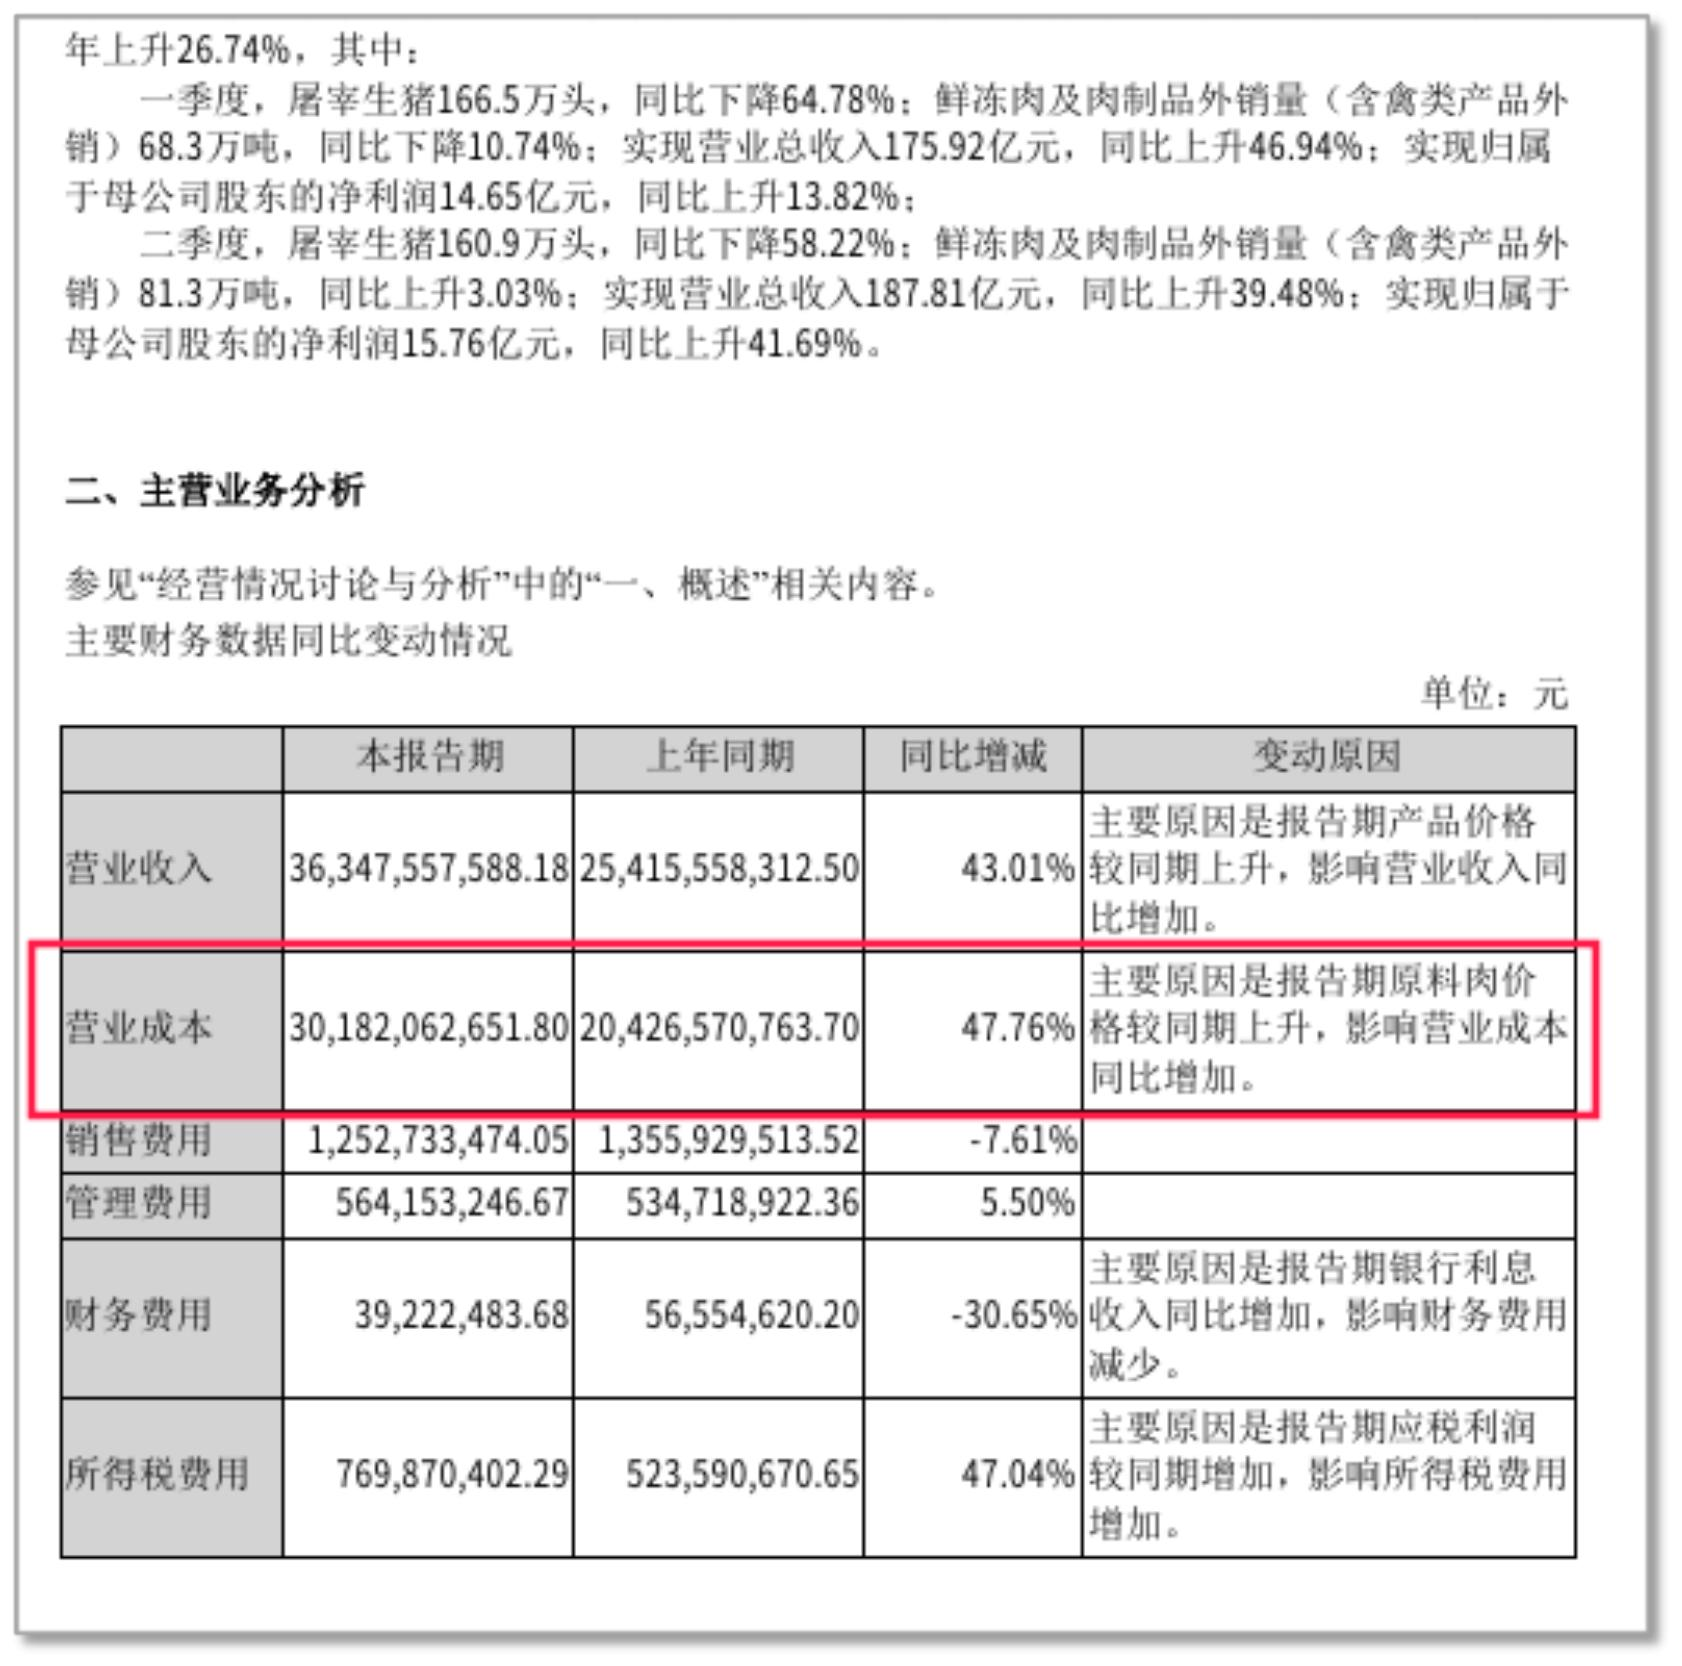 年上升26.74%，其中：
一季度，屠宰生猪166.5万头，同比下降64.78%；鲜冻肉及肉制品外销量（含禽类产品外
销）68.3万吨，同比下降10.74%；实现营业总收入175.92亿元，同比上升46.94%；实现归属
于母公司股东的净利润14.65亿元，同比上升13.82%；
二季度，屠宰生猪160.9万头，同比下降58.22%；鲜冻肉及肉制品外销量（含禽类产品外
销）81.3万吨，同比上升3.03%；实现营业总收入187.81亿元，同比上升39.48%；实现归属于
母公司股东的净利润15.76亿元，同比上升41.69%。
二、主营业务分析
参见“经营情况讨论与分析”中的“一、概述”相关内容。
主要财务数据同比变动情况
单位：元
本报告期 上年同期 同比增减 变动原因
营业收入 36,347,557,588.18 25,415,558,312.50 43.01% 主要原因是报告期产品价格
较同期上升，影响营业收入同
比增加。
营业成本 30,182,062,651.80 20,426,570,763.70 47.76% 主要原因是报告期原料肉价
格较同期上升，影响营业成本
同比增加。
销售费用 1,252,733,474.05 1,355,929,513.52 -7.61%
管理费用 564,153,246.67 534,718,922.36 5.50%
财务费用 39,222,483.68 56,554,620.20 -30.65% 主要原因是报告期银行利息
收入同比增加，影响财务费用
减少。
所得税费用 769,870,402.29 523,590,670.65 47.04% 主要原因是报告期应税利润
较同期增加，影响所得税费用
增加。